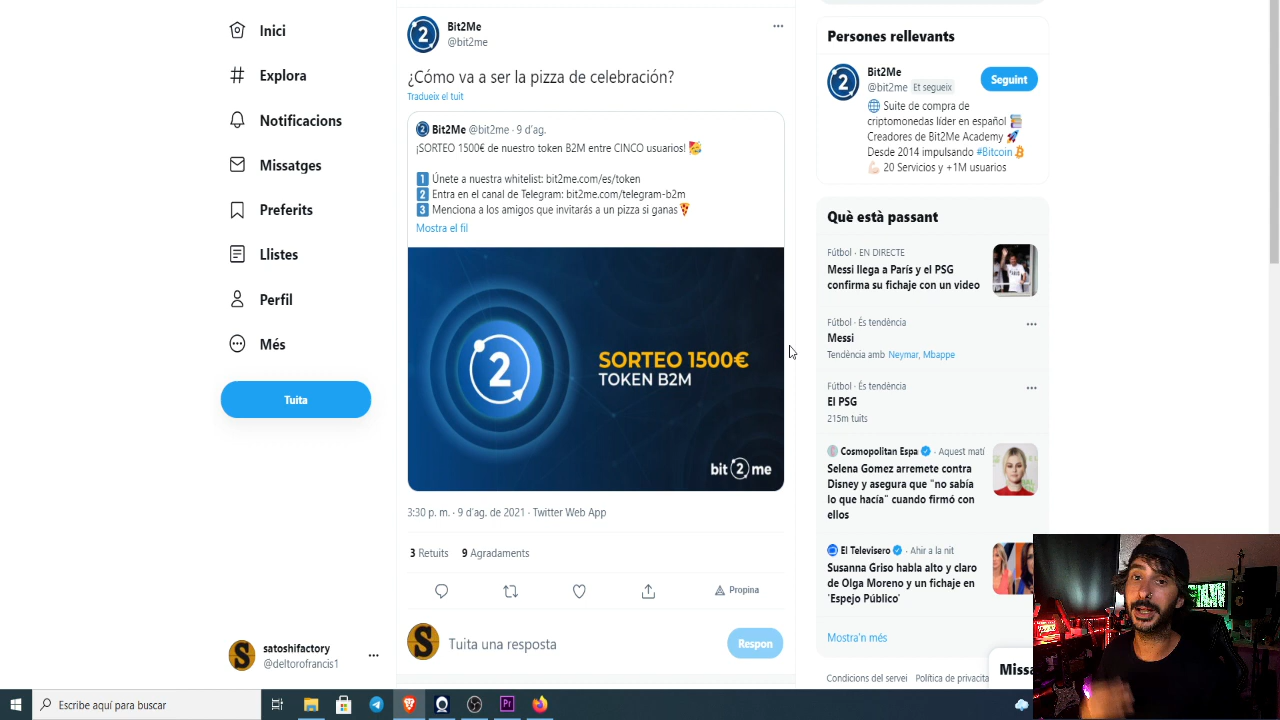 Inici
Explora
Notificacions
Missatges
Preferits
Llistes
Perfil
Més
Tuita
satoshifactory
@deltorofrancis1
Bit2Me
@bit2me
¿Cómo va a ser la pizza de celebración?
Tradueix el tuit
Bit2Me @bit2me · 9 d'ag.
¡SORTEO 1500€ de nuestro token B2M entre CINCO usuarios! 🥳
1️⃣ Únete a nuestra whitelist: bit2me.com/es/token
2️⃣ Entra en el canal de Telegram: bit2me.com/telegram-b2m
3️⃣ Menciona a los amigos que invitarás a un pizza si ganas🍕
Mostra el fil
2
SORTEO 1500€
TOKEN B2M
bit2me
3:30 p. m. · 9 d'ag. de 2021 · Twitter Web App
3 Retuits 9 Agradaments
Propina
Tuita una resposta
Respon
Persones rellevants
Bit2Me
@bit2me Et segueix
Seguint
🌐 Suite de compra de
criptomonedas líder en español 📚
Creadores de Bit2Me Academy 🚀
Desde 2014 impulsando #Bitcoin
💪🏻 20 Servicios y +1M usuarios
Què està passant
Fútbol · EN DIRECTE
Messi llega a París y el PSG
confirma su fichaje con un video
Fútbol · És tendència
Messi
Tendència amb Neymar, Mbappe
Fútbol · És tendència
El PSG
215m tuits
Cosmopolitan Espa · Aquest matí
Selena Gomez arremete contra
Disney y asegura que "no sabía
lo que hacía" cuando firmó con
ellos
El Televisero · Ahir a la nit
Susanna Griso habla alto y claro
de Olga Moreno y un fichaje en
'Espejo Público'
Mostra'n més
Condicions del servei Política de privacita
Missa
Escribe aquí para buscar
Pr